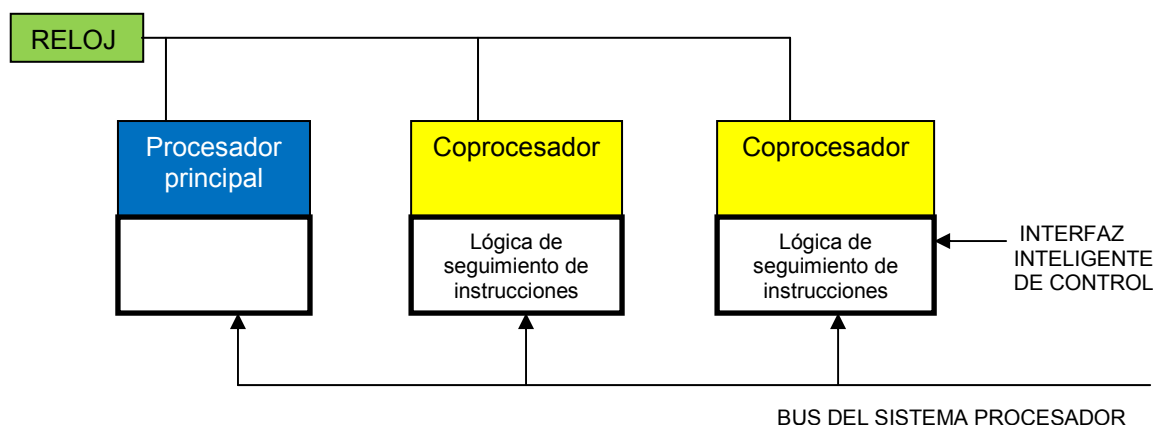 RELOJ
Procesador
principal
Coprocesador
Coprocesador
Lógica de
seguimiento de
instrucciones
Lógica de
seguimiento de
instrucciones
INTERFAZ
INTELIGENTE
DE CONTROL
BUS DEL SISTEMA PROCESADOR